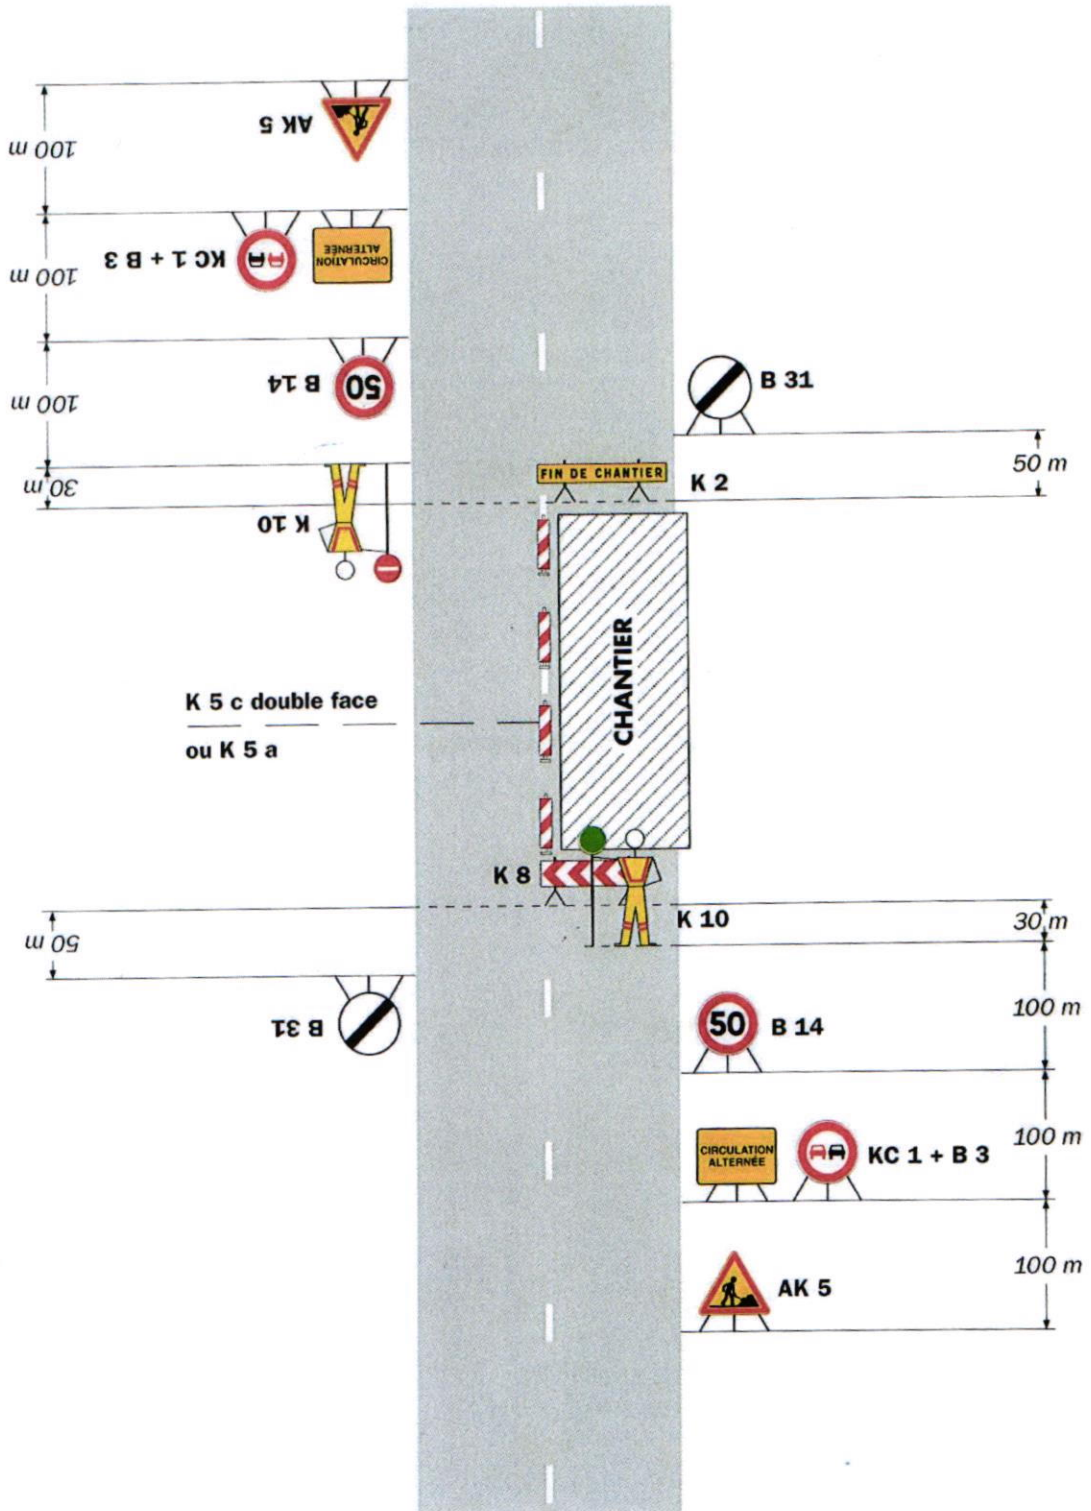 100 m
AK 5
100 m
KC 1 + B 3
CIRCULATION
ALTERNÉE
100 m
B 14
50
B 31
30 m
K 10
FIN DE CHANTIER
K 2
50 m
CHANTIER
K 5 c double face
ou K 5 a
K 8
K 10
30 m
50 m
B 31
50
B 14
100 m
CIRCULATION
ALTERNÉE
KC 1 + B 3
100 m
AK 5
100 m